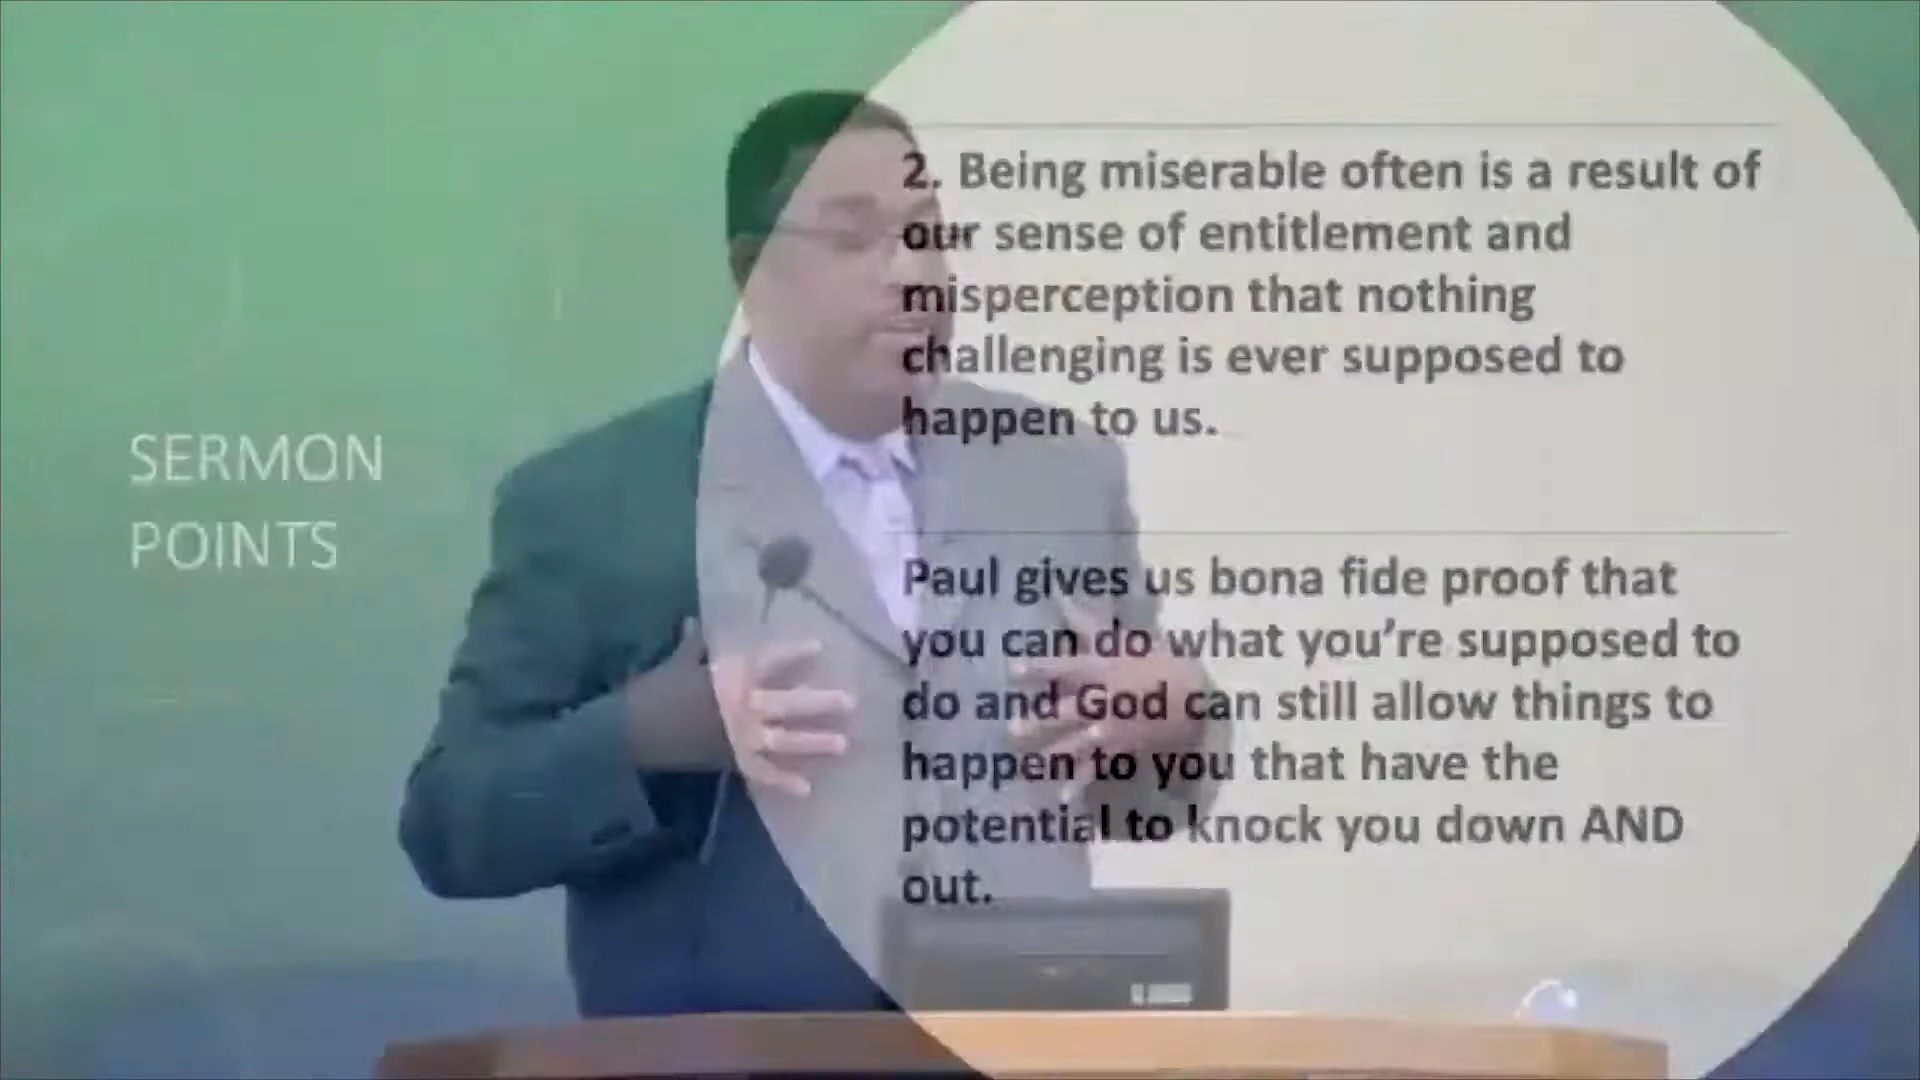 SERMON
POINTS
2. Being miserable often is a result of
our sense of entitlement and
misperception that nothing
challenging is ever supposed to
happen to us.
Paul gives us bona fide proof that
you can do what you're supposed to
do and God can still allow things to
happen to you that have the
potential to knock you down AND
out.